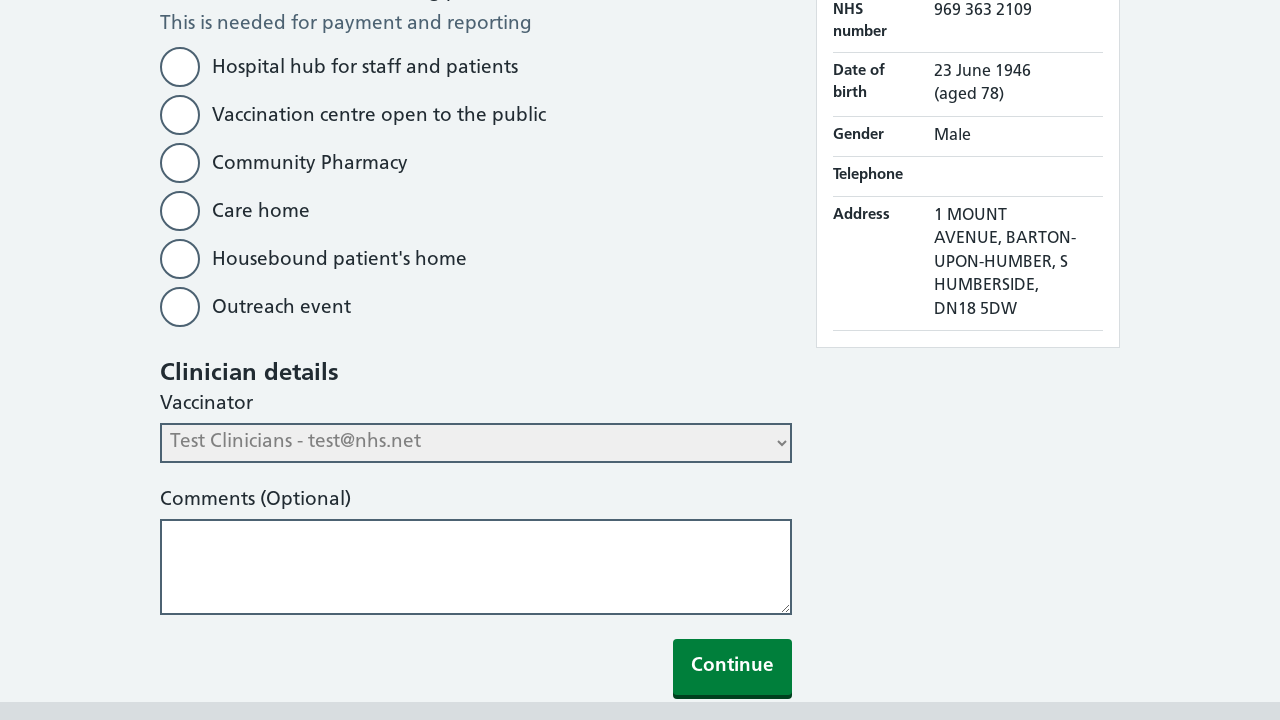 This is needed for payment and reporting
Hospital hub for staff and patients
Vaccination centre open to the public
Community Pharmacy
Care home
Housebound patient's home
Outreach event
Clinician details
Vaccinator
Test Clinicians - test@nhs.net
Comments (Optional)
Continue
NHS number
969 363 2109
Date of birth
23 June 1946
(aged 78)
Gender
Male
Telephone
Address
1 MOUNT
AVENUE, BARTON-
UPON-HUMBER, S
HUMBERSIDE,
DN18 5DW